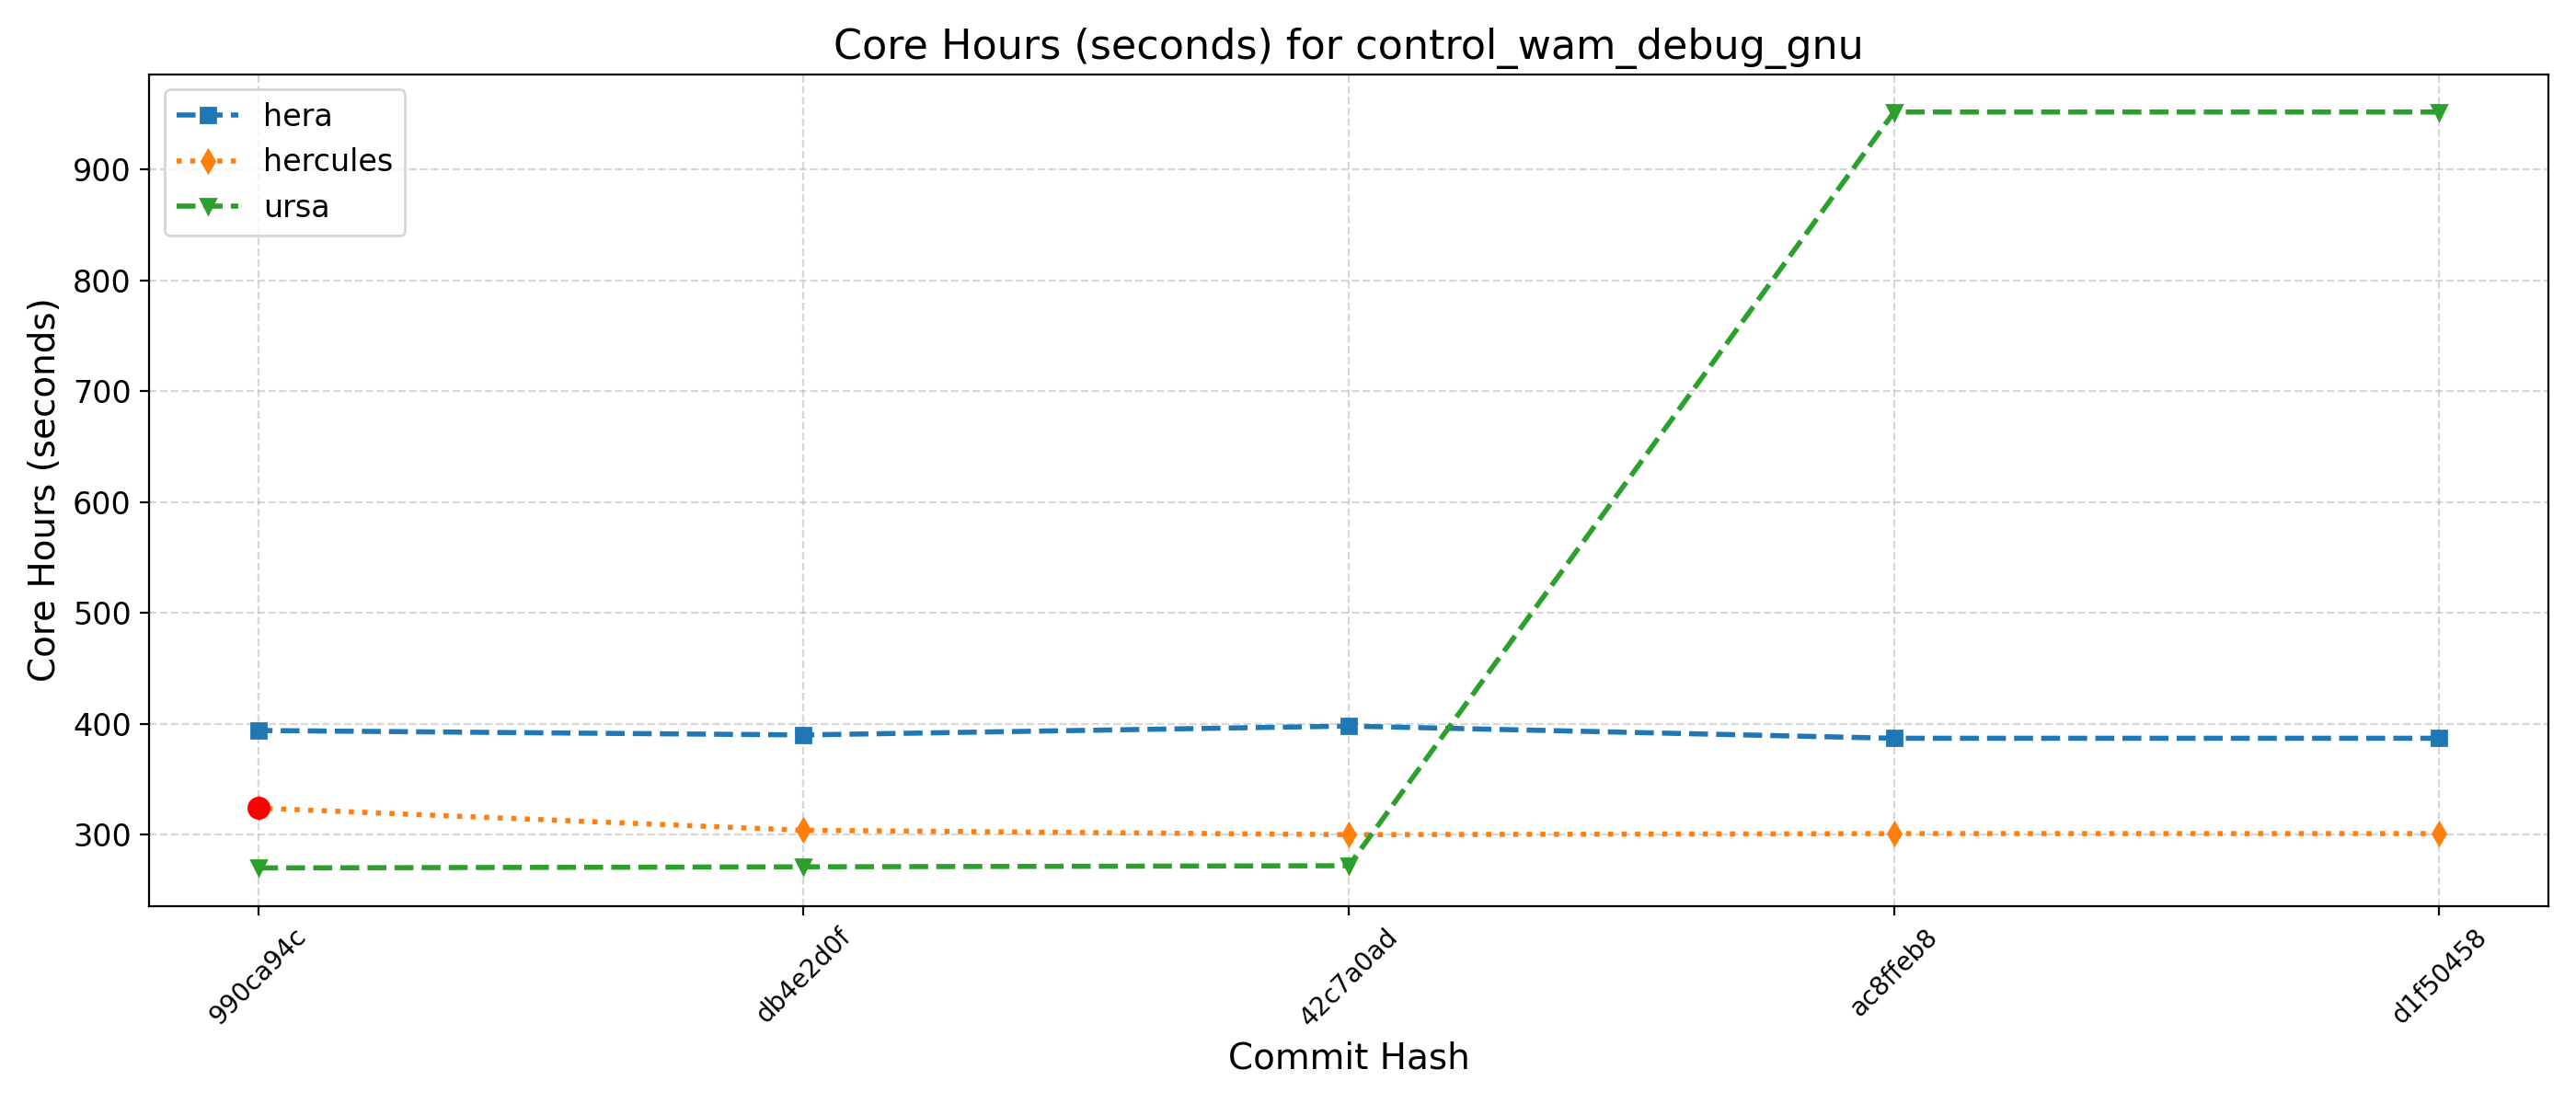 Core Hours (seconds) for control_wam_debug_gnu
hera
hercules
ursa
Core Hours (seconds)
900
800
700
600
500
400
300
990ca94c
db4e2d0f
42c7a0ad
ac8ffeb8
d1f50458
Commit Hash